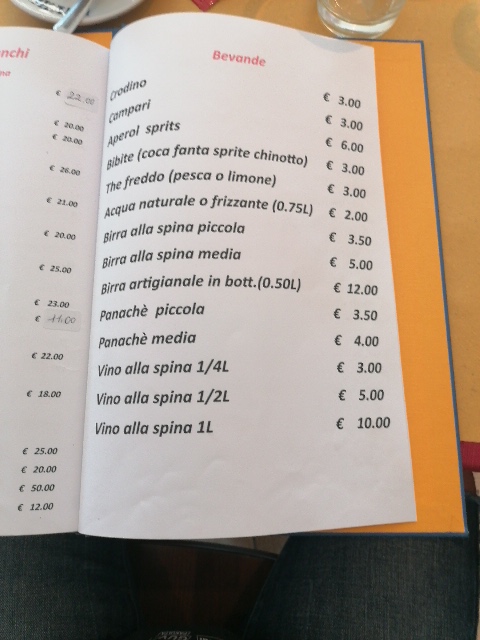 nchi
na
€ 22,00
€ 20.00
€ 20.00
€ 26.00
€ 21.00
€ 20.00
€ 25.00
€ 23.00
€ 11.00
€ 22.00
€ 18.00
€ 25.00
€ 20.00
€ 50.00
€ 12.00
Bevande
Crodino € 3.00
Campari € 3.00
Aperol sprits € 6.00
Bibite (coca fanta sprite chinotto) € 3.00
The freddo (pesca o limone) € 3.00
Acqua naturale o frizzante (0.75L) € 2.00
Birra alla spina piccola € 3.50
Birra alla spina media € 5.00
Birra artigianale in bott.(0.50L) € 12.00
Panachè piccola € 3.50
Panachè media € 4.00
Vino alla spina 1/4L € 3.00
Vino alla spina 1/2L € 5.00
Vino alla spina 1L € 10.00